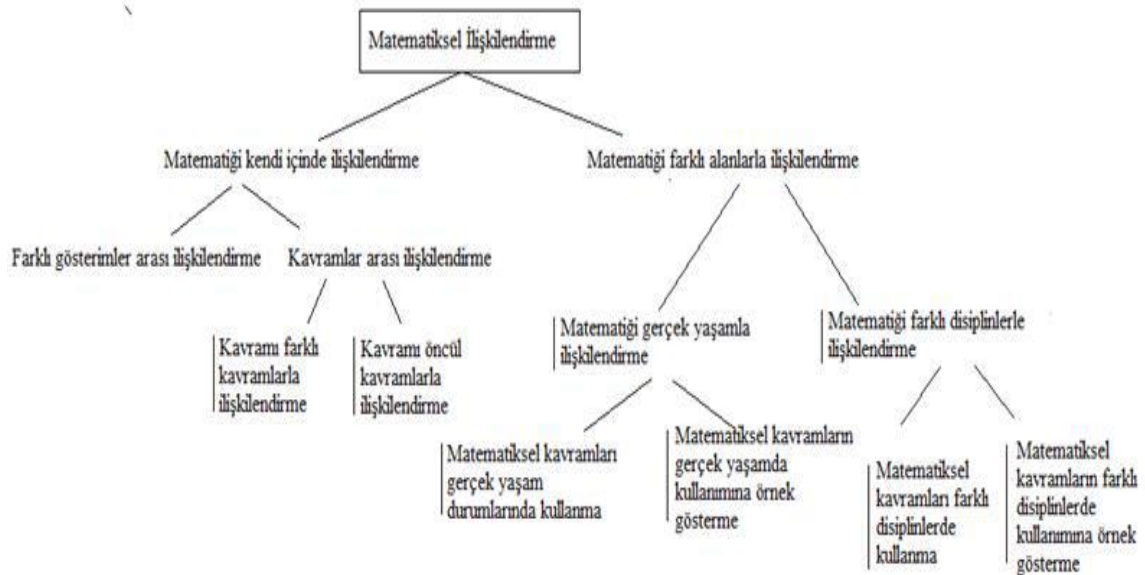 Matematiksel İlişkilendirme
Matematiği kendi içinde ilişkilendirme
Matematiği farklı alanlarla ilişkilendirme
Farklı gösterimler arası ilişkilendirme
Kavramlar arası ilişkilendirme
Kavramı farklı
kavramlarla
ilişkilendirme
Kavramı öncül
kavramlarla
ilişkilendirme
Matematiği gerçek yaşamla
ilişkilendirme
Matematiği farklı disiplinlerle
ilişkilendirme
Matematiksel kavramları
gerçek yaşam
durumlarında kullanma
Matematiksel kavramların
gerçek yaşamda
kullanımına örnek
gösterme
Matematiksel
kavramları farklı
disiplinlerde
kullanma
Matematiksel
kavramların farklı
disiplinlerde
kullanımına örnek
gösterme